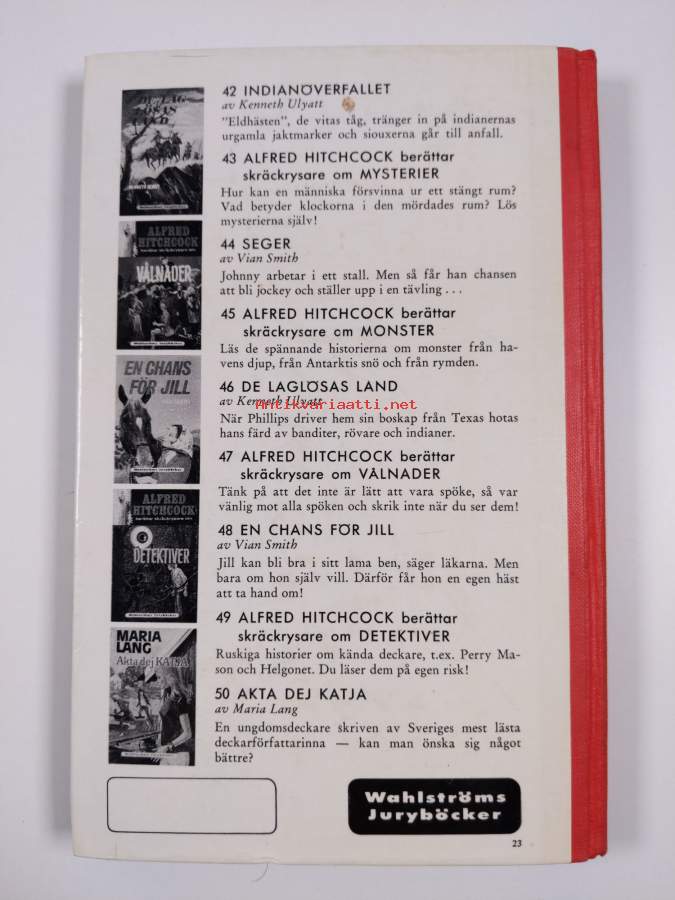 42 INDIANÖVERFALLET
av Kenneth Ulyatt
"Eldhästen", de vitas tåg, tränger in på indianernas
urgamla jaktmarker och siouxerna går till anfall.
43 ALFRED HITCHCOCK berättar
skräckrysare om MYSTERIER
Hur kan en människa försvinna ur ett stängt rum?
Vad betyder klockorna i den mördades rum? Lös
mysterierna själv!
44 SEGER
av Vian Smith
Johnny arbetar i ett stall. Men så får han chansen
att bli jockey och ställer upp i en tävling . . .
45 ALFRED HITCHCOCK berättar
skräckrysare om MONSTER
Läs de spännande historierna om monster från ha-
vens djup, från Antarktis snö och från rymden.
46 DE LAGLÖSAS LAND
av Kenneth Ulyatt
Antikvariaatti.net
När Phillips driver hem sin boskap från Texas hotas
hans färd av banditer, rövare och indianer.
47 ALFRED HITCHCOCK berättar
skräckrysare om VÅLNADER
Tänk på att det inte är lätt att vara spöke, så var
vänlig mot alla spöken och skrik inte när du ser dem!
48 EN CHANS FÖR JILL
av Vian Smith
Jill kan bli bra i sitt lama ben, säger läkarna. Men
bara om hon själv vill. Därför får hon en egen häst
att ta hand om!
49 ALFRED HITCHCOCK berättar
skräckrysare om DETEKTIVER
Ruskiga historier om kända deckare, t.ex. Perry Ma-
son och Helgonet. Du läser dem på egen risk!
50 AKTA DEJ KATJA
av Maria Lang
En ungdomsdeckare skriven av Sveriges mest lästa
deckarförfattarinna — kan man önska sig något
bättre?
DE LAG-
LÖSAS
LAND
ALFRED
HITCHCOCK
berättar skräckrysare om
VÅLNADER
EN CHANS
FÖR JILL
ALFRED
HITCHCOCK
berättar skräckrysare om
DETEKTIVER
MARIA
LANG
Akta dej KATJA
Wahlströms
Juryböcker
23